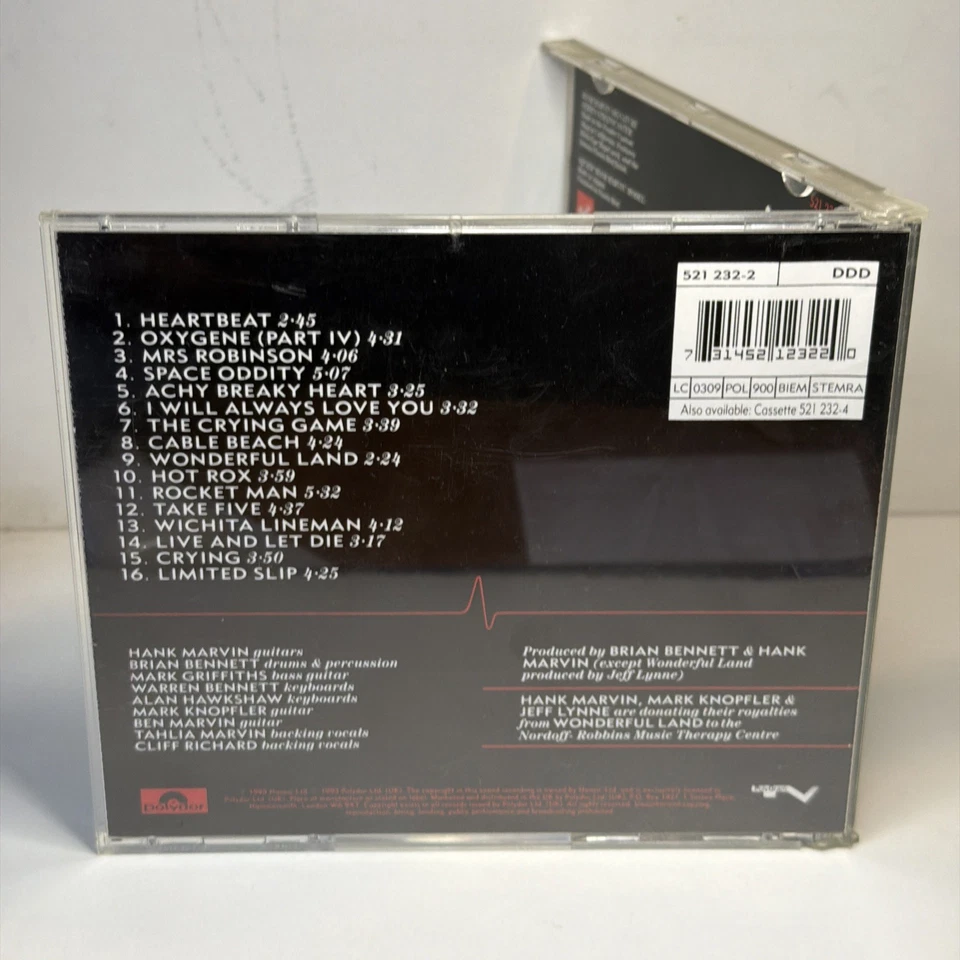 521 232-2 DDD
7 31452 12322 0
LC 0309 POL 900 BIEM STEMRA
Also available: Cassette 521 232-4
1. HEARTBEAT 2·45
2. OXYGENE (PART IV) 4·31
3. MRS ROBINSON 4·06
4. SPACE ODDITY 5·07
5. ACHY BREAKY HEART 3·25
6. I WILL ALWAYS LOVE YOU 3·32
7. THE CRYING GAME 3·39
8. CABLE BEACH 4·24
9. WONDERFUL LAND 2·24
10. HOT ROX 3·59
11. ROCKET MAN 5·32
12. TAKE FIVE 4·37
13. WICHITA LINEMAN 4·12
14. LIVE AND LET DIE 3·17
15. CRYING 3·50
16. LIMITED SLIP 4·25
HANK MARVIN guitars
BRIAN BENNETT drums & percussion
MARK GRIFFITHS bass guitar
WARREN BENNETT keyboards
ALAN HAWKSHAW keyboards
MARK KNOPFLER guitar
BEN MARVIN guitar
TAHLIA MARVIN backing vocals
CLIFF RICHARD backing vocals
Produced by BRIAN BENNETT & HANK
MARVIN (except Wonderful Land
produced by Jeff Lynne)
HANK MARVIN, MARK KNOPFLER &
JEFF LYNNE are donating their royalties
from WONDERFUL LAND to the
Nordoff-Robbins Music Therapy Centre
polydor